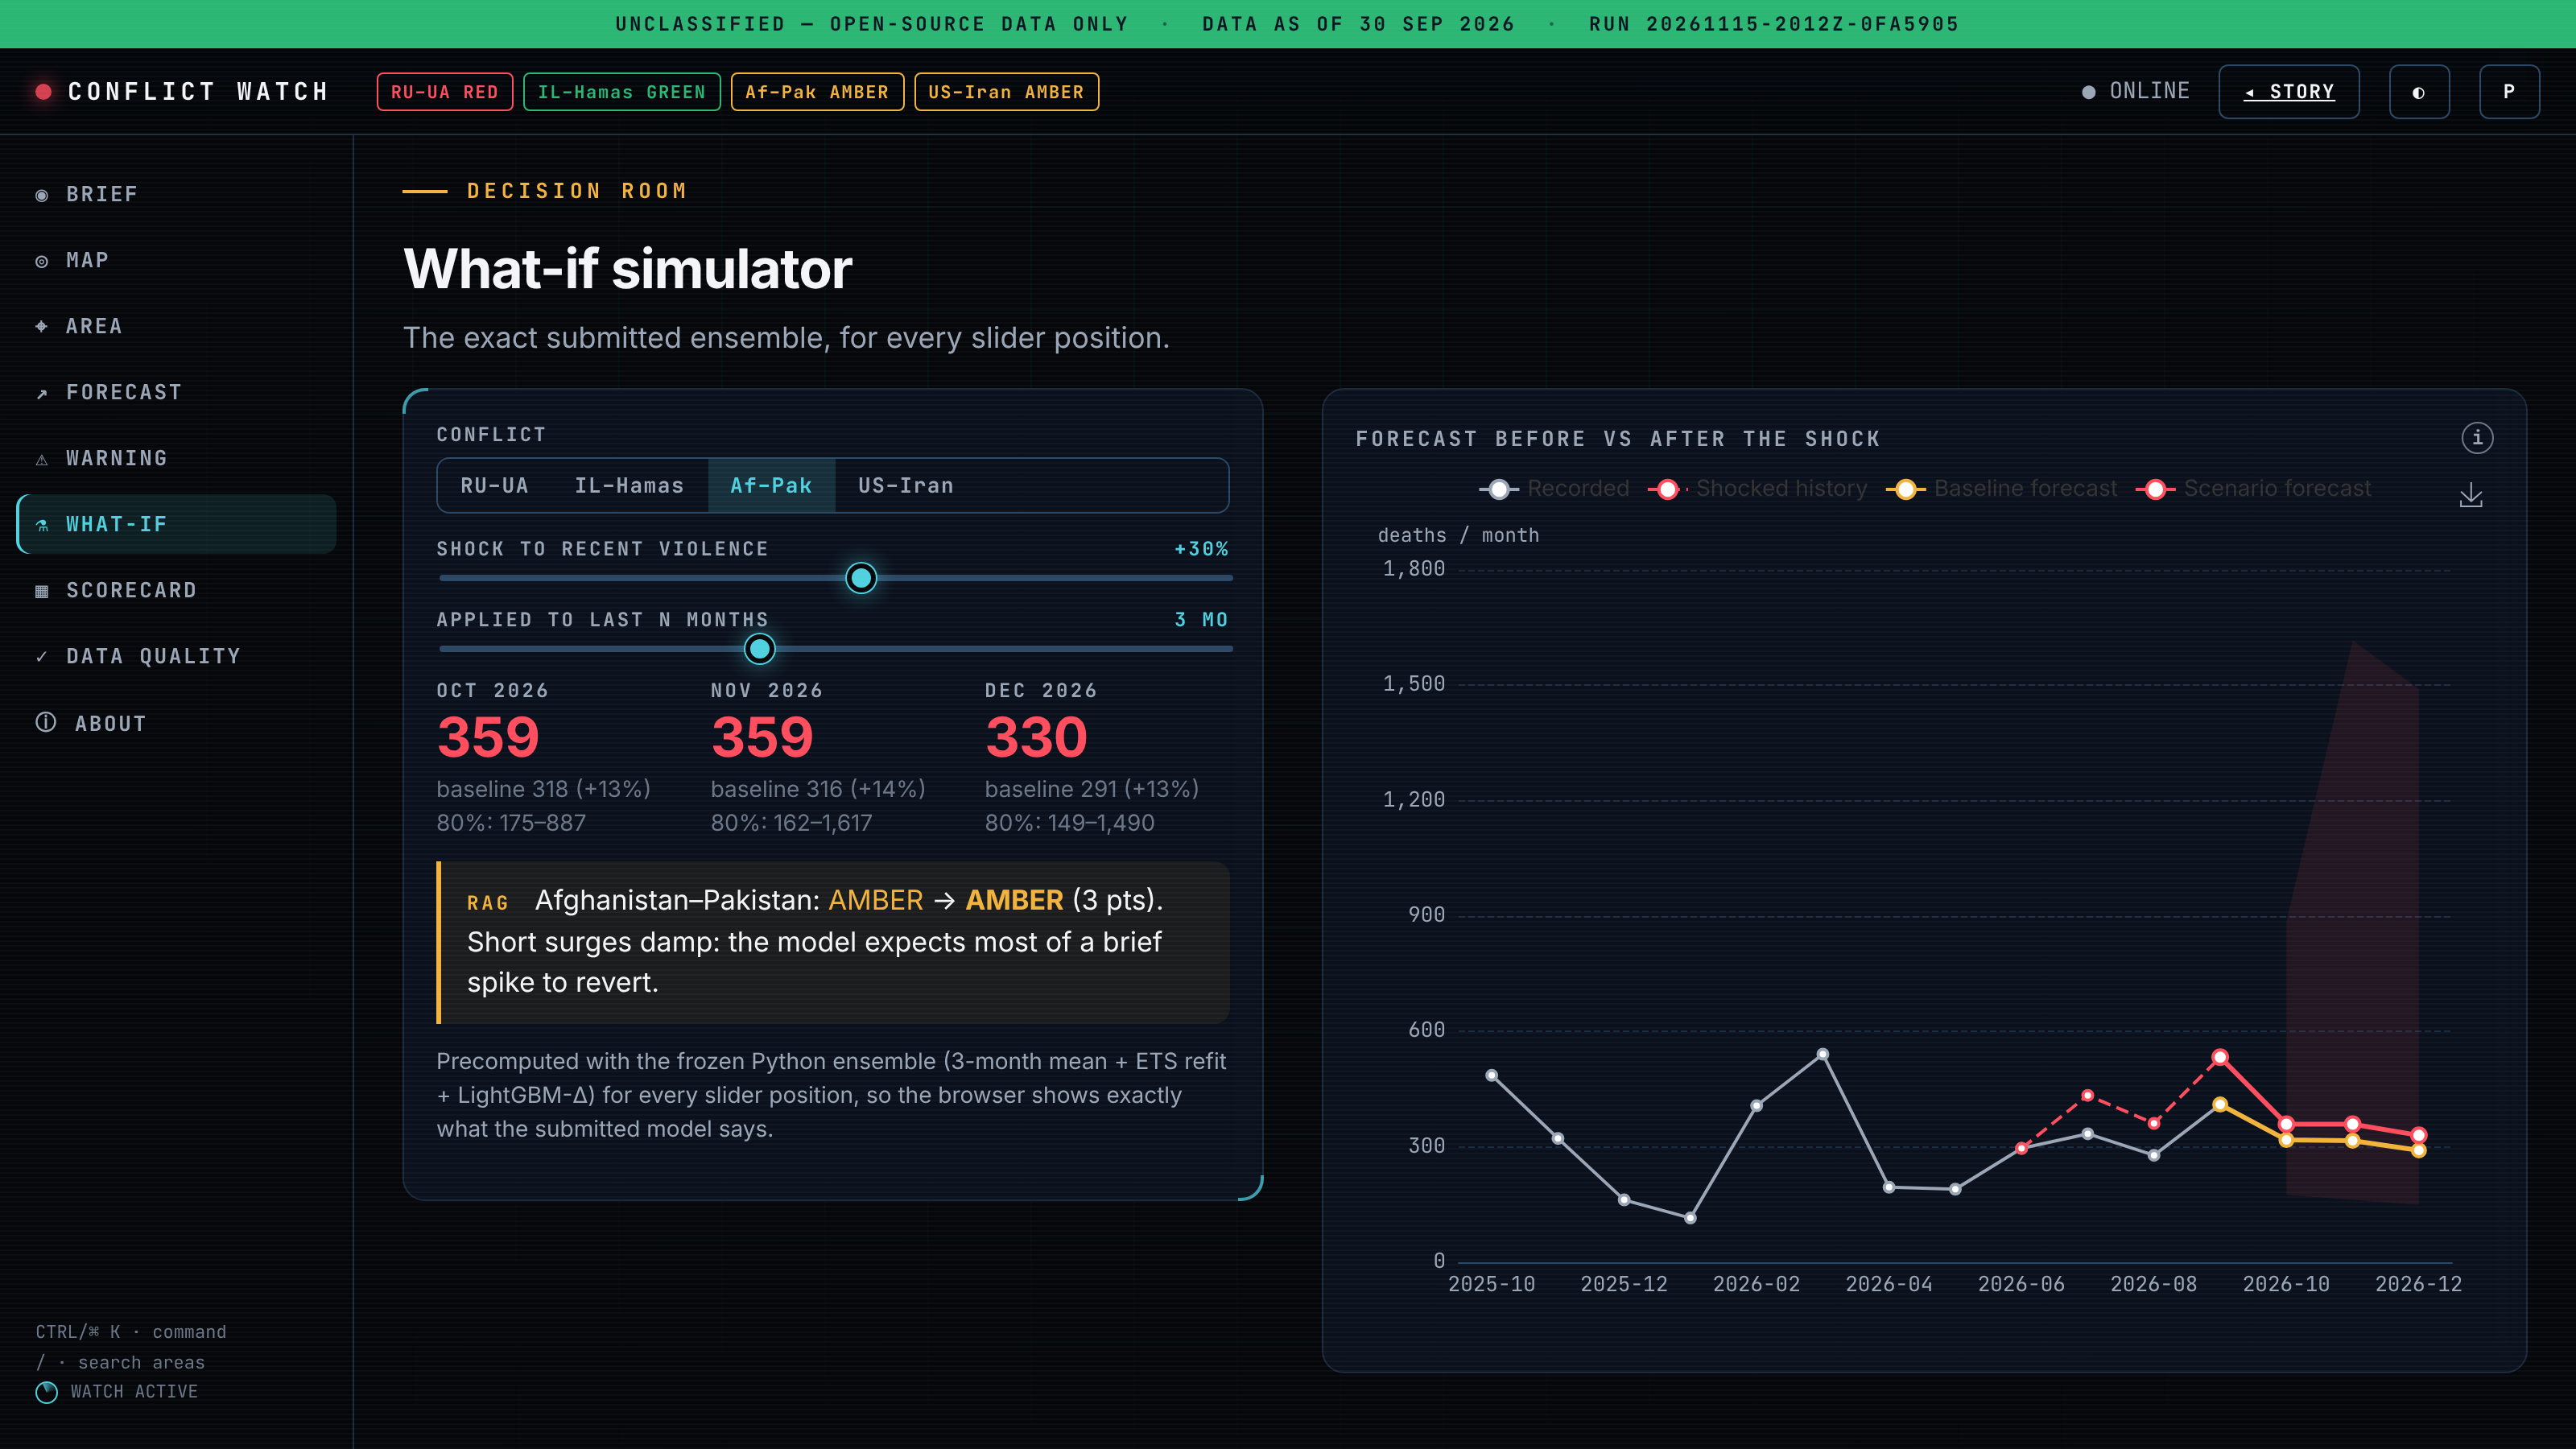 UNCLASSIFIED — OPEN-SOURCE DATA ONLY · DATA AS OF 30 SEP 2026 · RUN 20261115-2012Z-0FA5905
CONFLICT WATCH
RU–UA RED
IL–Hamas GREEN
Af–Pak AMBER
US–Iran AMBER
ONLINE
◂ STORY
◐
P
◉ BRIEF
◎ MAP
⌖ AREA
↗ FORECAST
⚠ WARNING
⚗ WHAT-IF
▦ SCORECARD
✓ DATA QUALITY
ⓘ ABOUT
CTRL/⌘ K · command
/ · search areas
WATCH ACTIVE
DECISION ROOM
What-if simulator
The exact submitted ensemble, for every slider position.
CONFLICT
RU–UA IL–Hamas Af–Pak US–Iran
SHOCK TO RECENT VIOLENCE +30%
APPLIED TO LAST N MONTHS 3 MO
OCT 2026 NOV 2026 DEC 2026
359 359 330
baseline 318 (+13%) baseline 316 (+14%) baseline 291 (+13%)
80%: 175–887 80%: 162–1,617 80%: 149–1,490
RAG Afghanistan–Pakistan: AMBER → AMBER (3 pts).
Short surges damp: the model expects most of a brief
spike to revert.
Precomputed with the frozen Python ensemble (3-month mean + ETS refit
+ LightGBM-Δ) for every slider position, so the browser shows exactly
what the submitted model says.
FORECAST BEFORE VS AFTER THE SHOCK
i
Recorded Shocked history Baseline forecast Scenario forecast
deaths / month
1,800
1,500
1,200
900
600
300
0
2025-10 2025-12 2026-02 2026-04 2026-06 2026-08 2026-10 2026-12